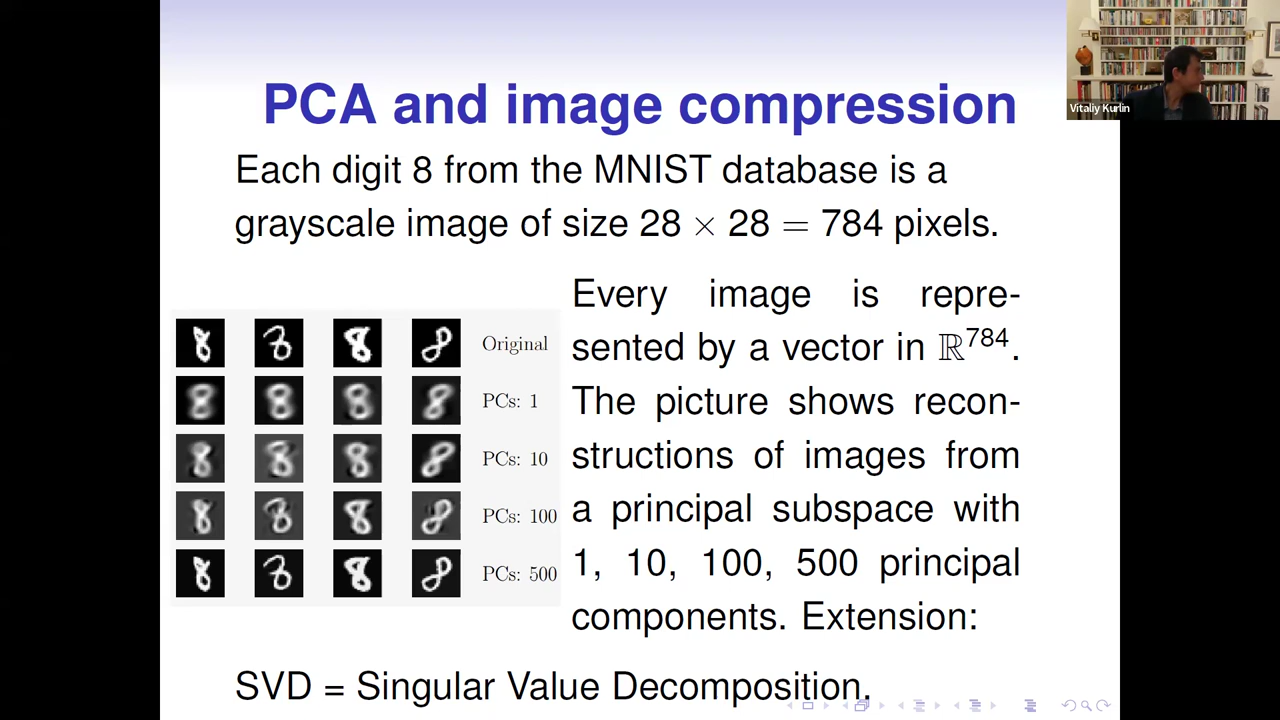 PCA and image compression
Vitaliy Kurlin
Each digit 8 from the MNIST database is a
grayscale image of size 28 × 28 = 784 pixels.
Original
PCs: 1
PCs: 10
PCs: 100
PCs: 500
Every image is repre-
sented by a vector in ℝ⁷⁸⁴.
The picture shows recon-
structions of images from
a principal subspace with
1, 10, 100, 500 principal
components. Extension:
SVD = Singular Value Decomposition.